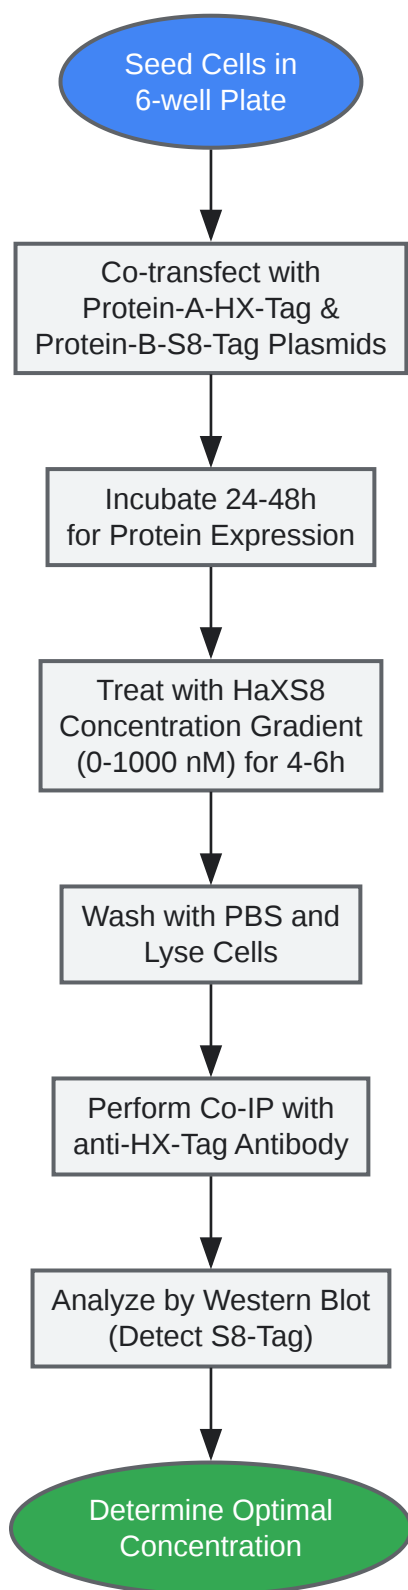 Seed Cells in
6-well Plate
Co-transfect with
Protein-A-HX-Tag &
Protein-B-S8-Tag Plasmids
Incubate 24-48h
for Protein Expression
Treat with HaXS8
Concentration Gradient
(0-1000 nM) for 4-6h
Wash with PBS and
Lyse Cells
Perform Co-IP with
anti-HX-Tag Antibody
Analyze by Western Blot
(Detect S8-Tag)
Determine Optimal
Concentration